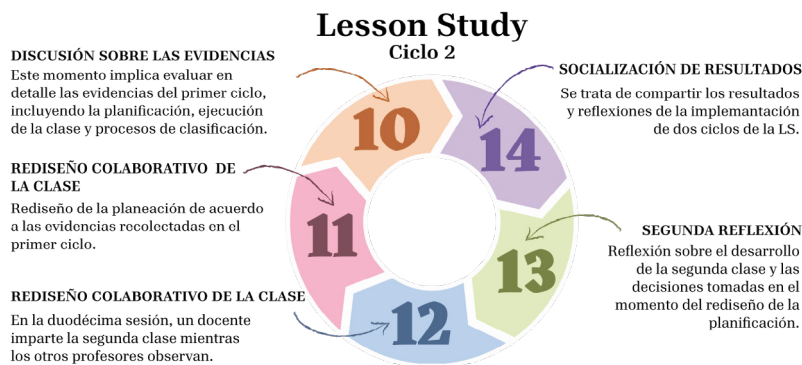 Lesson Study
Ciclo 2
DISCUSIÓN SOBRE LAS EVIDENCIAS
Este momento implica evaluar en
detalle las evidencias del primer ciclo,
incluyendo la planificación, ejecución
de la clase y procesos de clasificación.
10
REDISEÑO COLABORATIVO DE
LA CLASE
Rediseño de la planeación de acuerdo
a las evidencias recolectadas en el
primer ciclo.
11
REDISEÑO COLABORATIVO DE LA CLASE
En la duodécima sesión, un docente
imparte la segunda clase mientras
los otros profesores observan.
12
SEGUNDA REFLEXIÓN
Reflexión sobre el desarrollo
de la segunda clase y las
decisiones tomadas en el
momento del rediseño de la
planificación.
13
SOCIALIZACIÓN DE RESULTADOS
Se trata de compartir los resultados
y reflexiones de la implemantación
de dos ciclos de la LS.
14